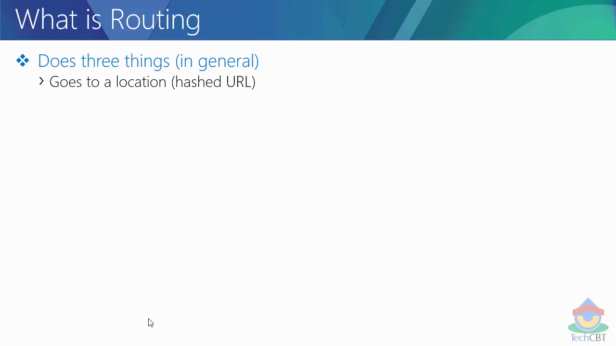 What is Routing
Does three things (in general)
Goes to a location (hashed URL)
TechCBT